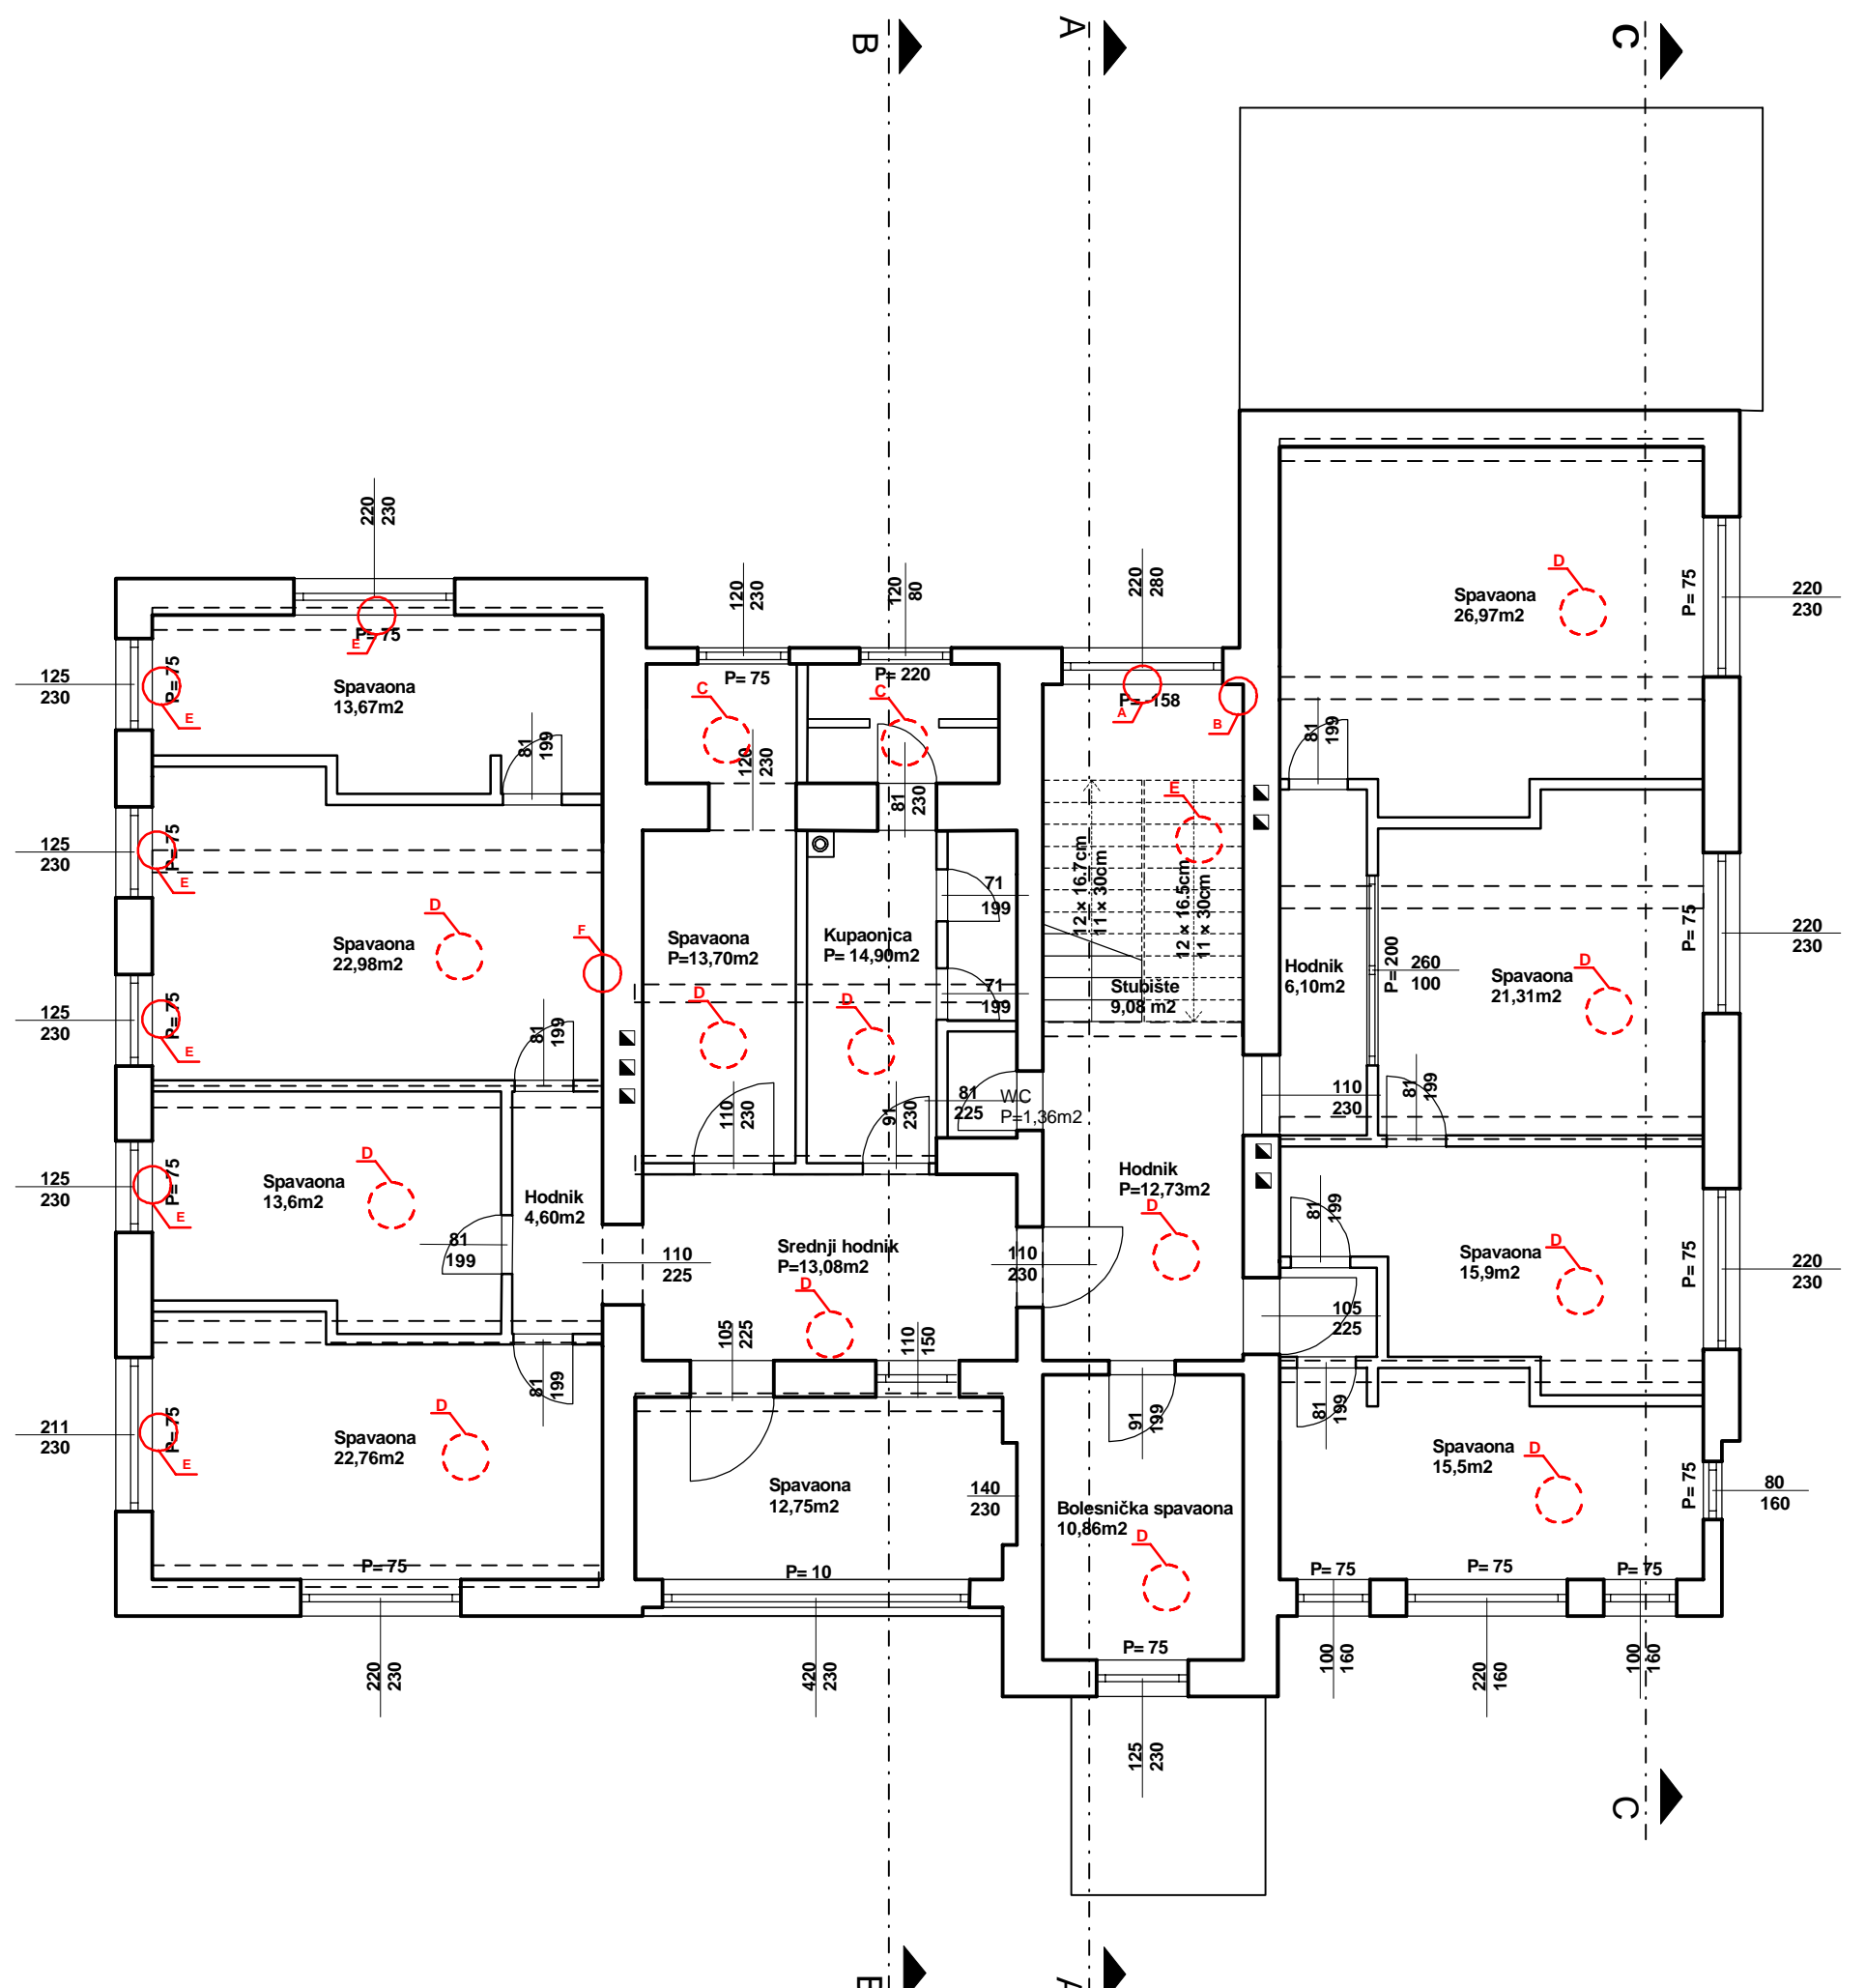 B
A
C
220
230
120
230
120
80
220
280
D
Spavaona
26,97m2
P= 75
220
230
P= 75
E
125
230
P= 75
E
Spavaona
13,67m2
P= 75
C
P= 220
C
P= -158
A
B
81
199
120
230
81
230
81
199
E
125
230
P= 75
E
12 × 16.7cm
11 × 30cm
12 × 16.5cm
11 × 30cm
71
199
D
Spavaona
22,98m2
F
Spavaona
P=13,70m2
Kupaonica
P= 14,90m2
P= 75
220
230
Hodnik
6,10m2
P= 200
260
100
D
Spavaona
21,31m2
71
199
Stubište
9,08 m2
D
D
125
230
P= 75
E
81
199
110
230
91
230
81
225
WC
P=1,36m2
110
230
81
199
D
Spavaona
13,6m2
125
230
P= 75
E
Hodnik
4,60m2
Hodnik
P=12,73m2
D
81
199
D
Spavaona
15,9m2
P= 75
220
230
81
199
110
225
Srednji hodnik
P=13,08m2
D
110
230
105
225
105
225
110
150
81
199
81
199
91
199
211
230
P= 75
E
D
Spavaona
22,76m2
Spavaona
12,75m2
140
230
Bolesnička spavaona
10,86m2
D
Spavaona
15,5m2
D
P= 75
80
160
P= 75
P= 10
P= 75
P= 75
P= 75
P= 75
220
230
420
230
100
160
220
160
100
160
125
230
C
B
A